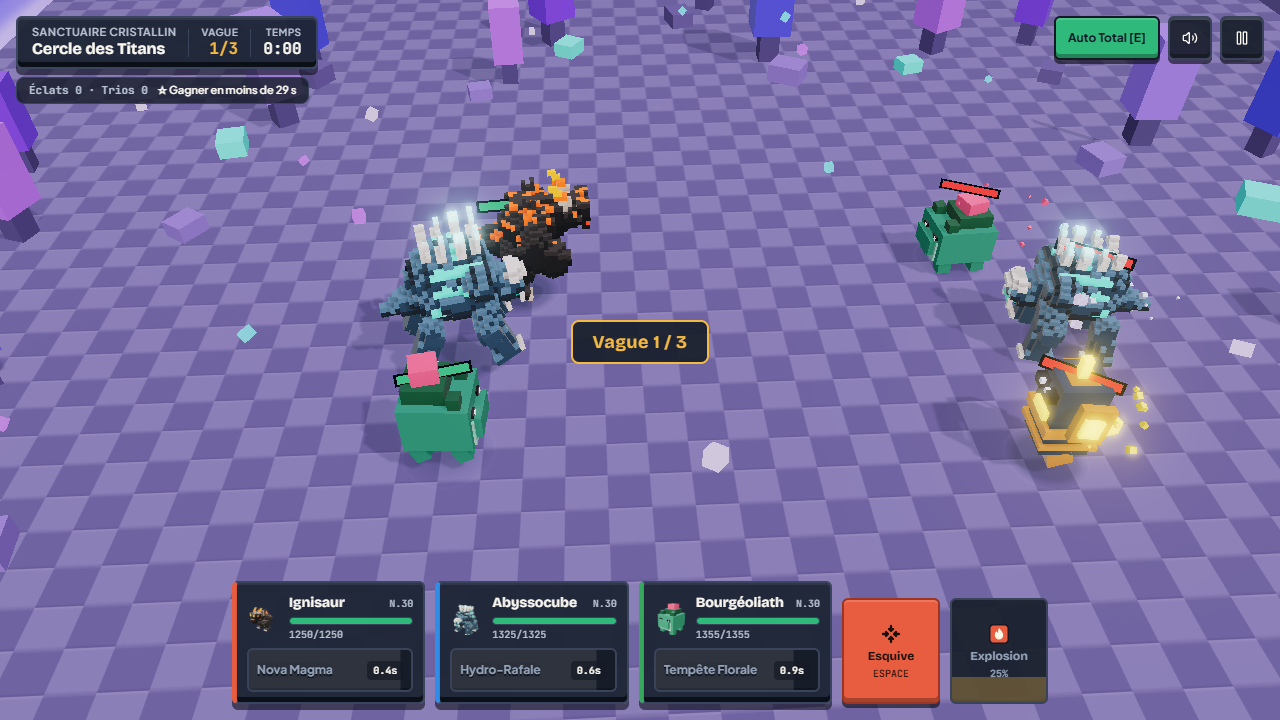 SANCTUAIRE CRISTALLIN
Cercle des Titans
VAGUE
1/3
TEMPS
0:00
Éclats 0 · Trios 0 ★ Gagner en moins de 29 s
Auto Total [E]
Vague 1 / 3
Ignisaur N.30
1250/1250
Nova Magma 0.4s
Abyssocube N.30
1325/1325
Hydro-Rafale 0.6s
Bourgéoliath N.30
1355/1355
Tempête Florale 0.9s
Esquive
ESPACE
Explosion
25%